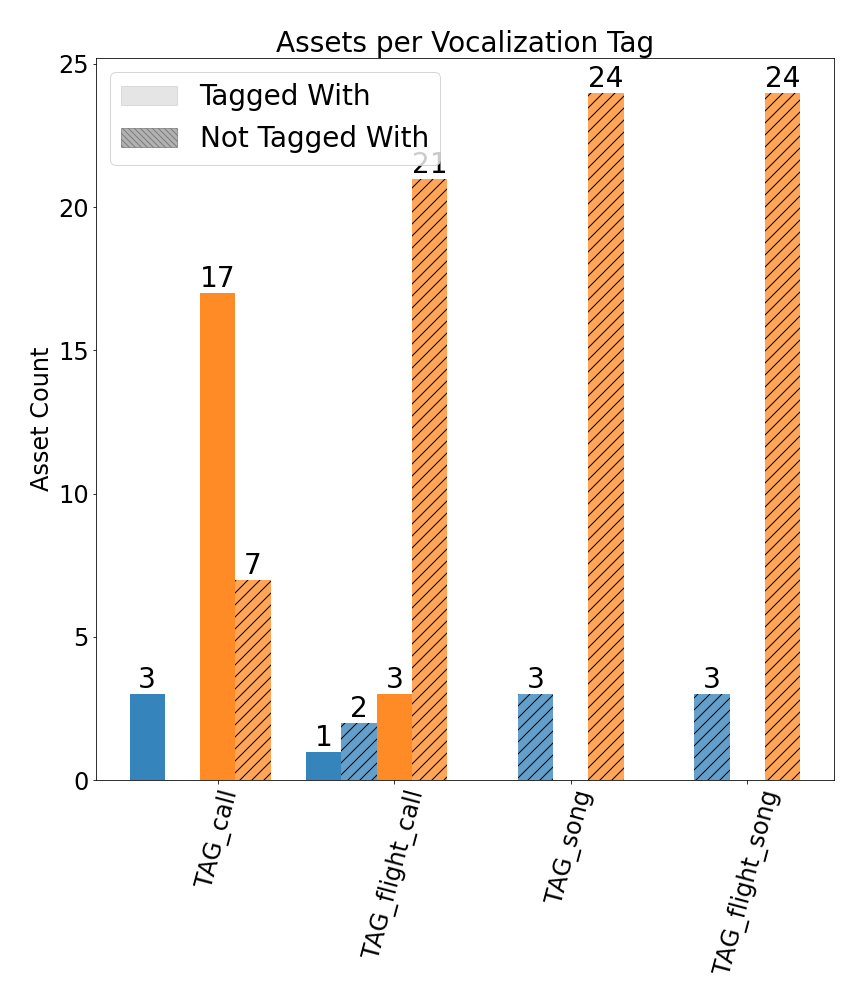 Assets per Vocalization Tag
Tagged With
Not Tagged With
Asset Count
25
20
15
10
5
0
3
17
7
1
2
3
21
3
24
3
24
TAG_call
TAG_flight_call
TAG_song
TAG_flight_song